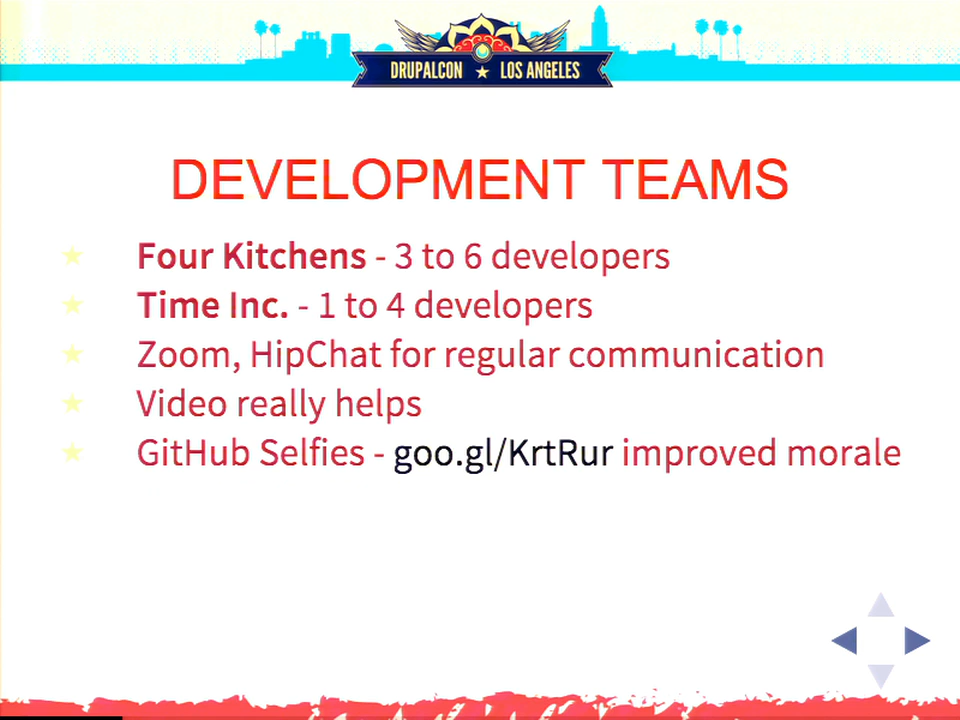 DRUPALCON ★ LOS ANGELES
DEVELOPMENT TEAMS
★ Four Kitchens - 3 to 6 developers
★ Time Inc. - 1 to 4 developers
★ Zoom, HipChat for regular communication
★ Video really helps
★ GitHub Selfies - goo.gl/KrtRur improved morale